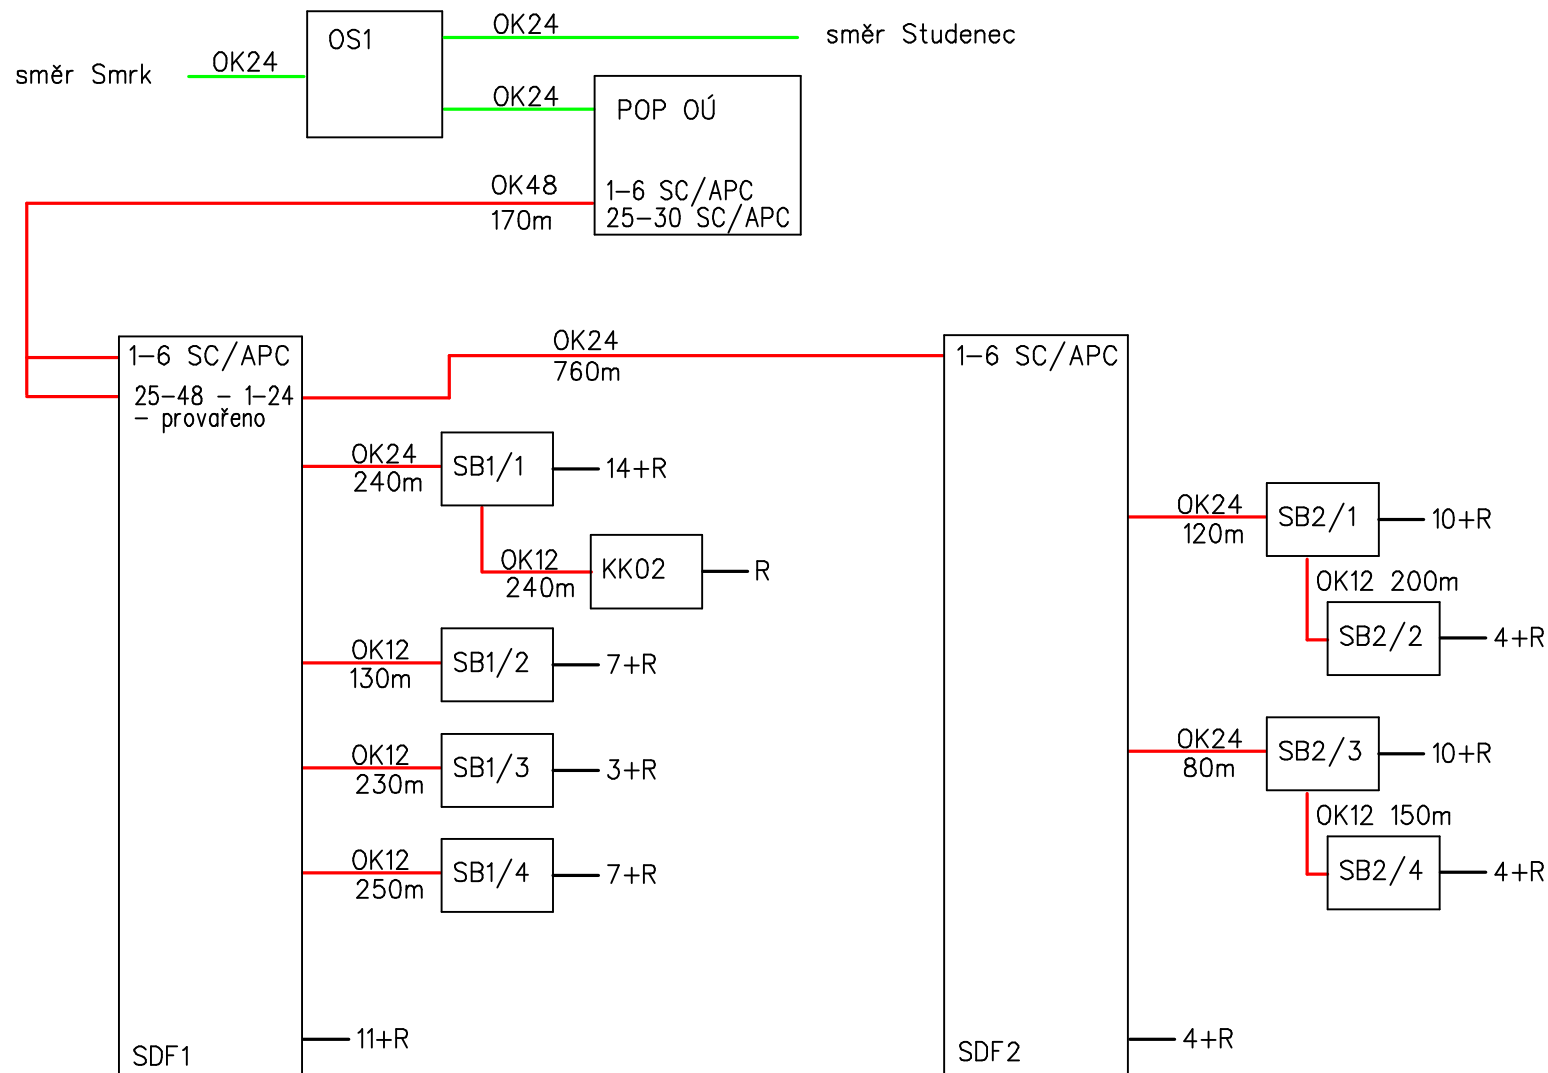 OS1
OK24
směr Studenec
směr Smrk
OK24
OK24
POP OÚ
OK48
170m
1-6 SC/APC
25-30 SC/APC
1-6 SC/APC
25-48 - 1-24
- provařeno
OK24
760m
1-6 SC/APC
OK24
240m
SB1/1
14+R
OK12
240m
KK02
R
OK12
130m
SB1/2
7+R
OK12
230m
SB1/3
3+R
OK12
250m
SB1/4
7+R
11+R
SDF1
OK24
120m
SB2/1
10+R
OK12 200m
SB2/2
4+R
OK24
80m
SB2/3
10+R
OK12 150m
SB2/4
4+R
4+R
SDF2